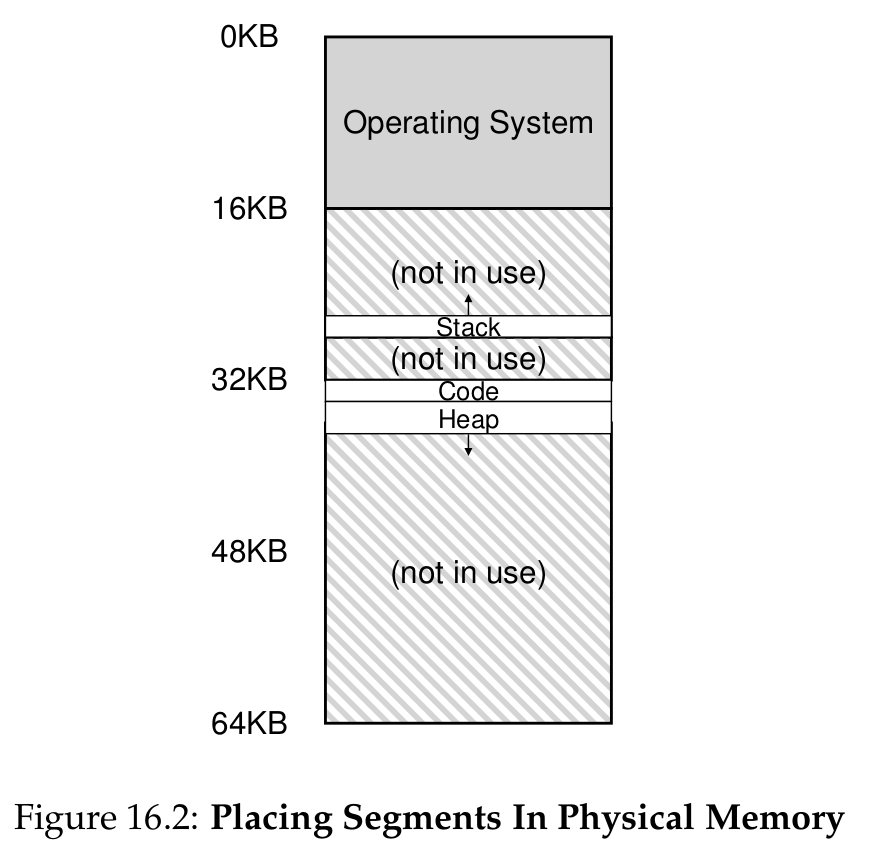 0KB
Operating System
16KB
(not in use)
Stack
(not in use)
32KB
Code
Heap
48KB
(not in use)
64KB
Figure 16.2: Placing Segments In Physical Memory